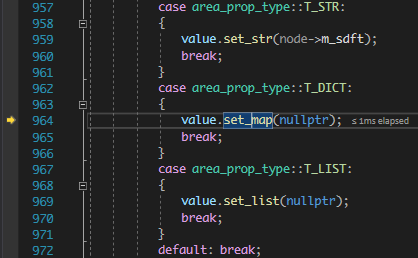 957 case area_prop_type::T_STR:
958 {
959 value.set_str(node->m_sdft);
960 break;
961 }
962 case area_prop_type::T_DICT:
963 {
964 value.set_map(nullptr); ≤ 1ms elapsed
965 break;
966 }
967 case area_prop_type::T_LIST:
968 {
969 value.set_list(nullptr);
970 break;
971 }
972 default: break;